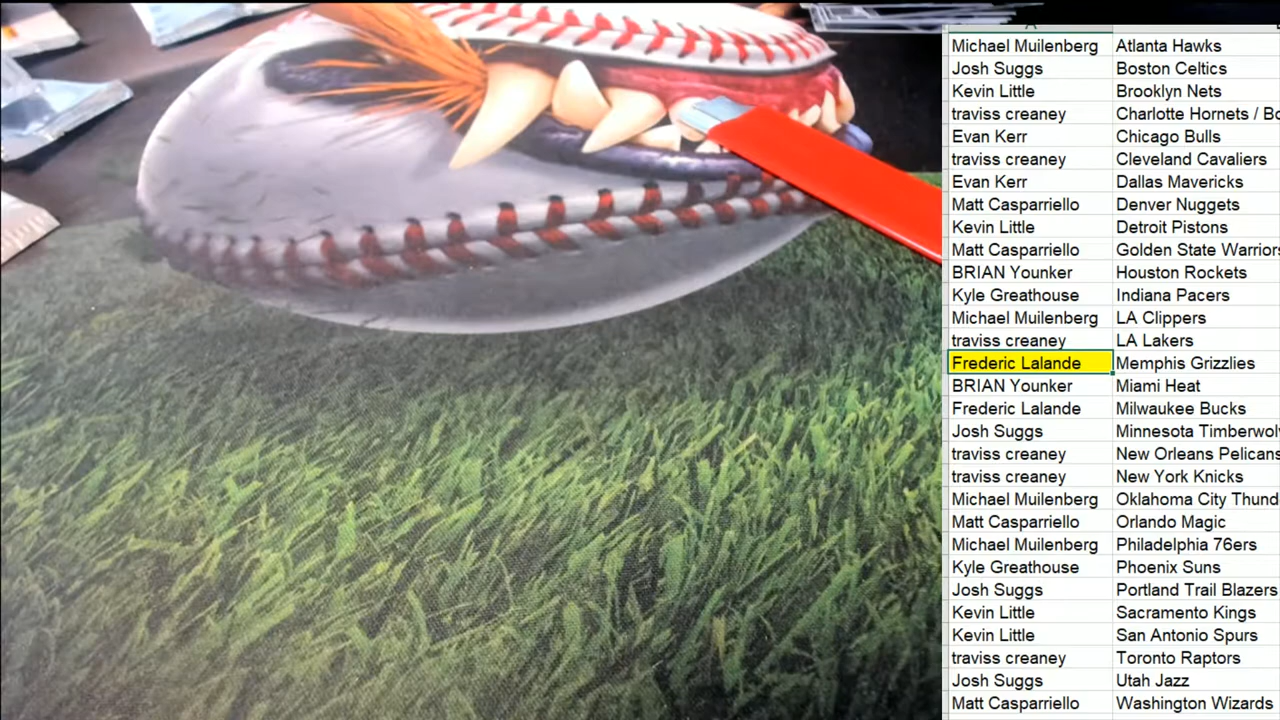 A
Michael Muilenberg Atlanta Hawks
Josh Suggs Boston Celtics
Kevin Little Brooklyn Nets
traviss creaney Charlotte Hornets / Bo
Evan Kerr Chicago Bulls
traviss creaney Cleveland Cavaliers
Evan Kerr Dallas Mavericks
Matt Casparriello Denver Nuggets
Kevin Little Detroit Pistons
Matt Casparriello Golden State Warriors
BRIAN Younker Houston Rockets
Kyle Greathouse Indiana Pacers
Michael Muilenberg LA Clippers
traviss creaney LA Lakers
Frederic Lalande Memphis Grizzlies
BRIAN Younker Miami Heat
Frederic Lalande Milwaukee Bucks
Josh Suggs Minnesota Timberwol
traviss creaney New Orleans Pelicans
traviss creaney New York Knicks
Michael Muilenberg Oklahoma City Thund
Matt Casparriello Orlando Magic
Michael Muilenberg Philadelphia 76ers
Kyle Greathouse Phoenix Suns
Josh Suggs Portland Trail Blazers
Kevin Little Sacramento Kings
Kevin Little San Antonio Spurs
traviss creaney Toronto Raptors
Josh Suggs Utah Jazz
Matt Casparriello Washington Wizards